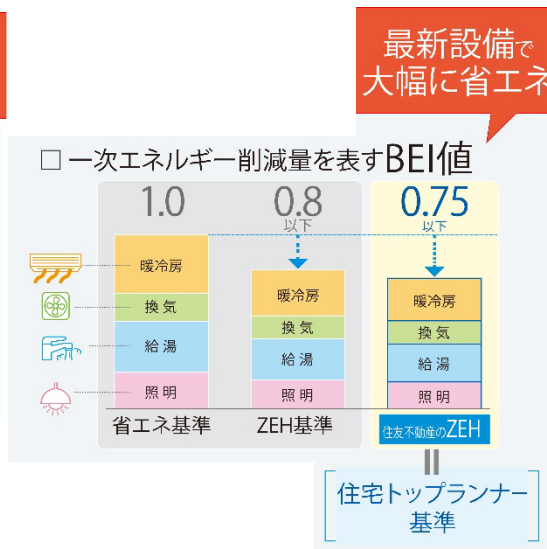 最新設備で
大幅に省エネ
□ 一次エネルギー削減量を表すBEI値
1.0
0.8
以下
0.75
以下
暖冷房
換気
給湯
照明
暖冷房
換気
給湯
照明
暖冷房
換気
給湯
照明
省エネ基準
ZEH基準
住友不動産のZEH
住宅トップランナー
基準